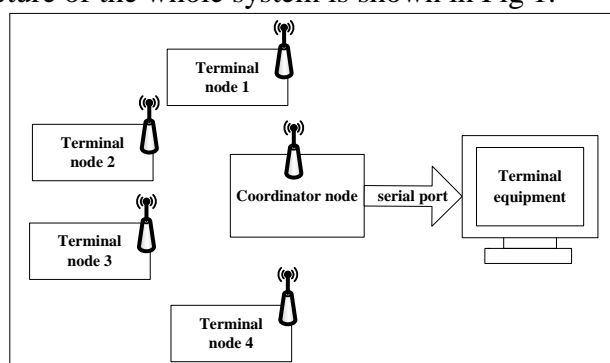 cture of the whole system is shown in Fig 1.
Terminal
node 1
Terminal
node 2
Terminal
node 3
Terminal
node 4
Coordinator node
serial port
Terminal
equipment